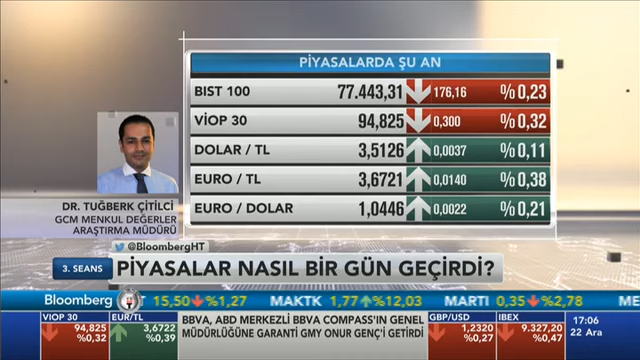 PİYASALARDA ŞU AN
BIST 100 77.443,31 176,16 %0,23
VİOP 30 94,825 0,300 %0,32
DOLAR / TL 3,5126 0,0037 %0,11
EURO / TL 3,6721 0,0140 %0,38
EURO / DOLAR 1,0446 0,0022 %0,21
DR. TUĞBERK ÇİTİLCİ
GCM MENKUL DEĞERLER
ARAŞTIRMA MÜDÜRÜ
@BloombergHT
3. SEANS
PİYASALAR NASIL BİR GÜN GEÇİRDİ?
Bloomberg HT 15,50 %1,27 MAKTK 1,77 %12,03 MARTI 0,35 %2,78 MEPET
VIOP 30 94,825 %0,32
EUR/TL 3,6722 %0,39
BBVA, ABD MERKEZLİ BBVA COMPASS'IN GENEL
MÜDÜRLÜĞÜNE GARANTİ GMY ONUR GENÇ'İ GETİRDİ
GBP/USD 1,2320 %0,27
IBEX 9.327,20 %0,47
17:06
22 Ara